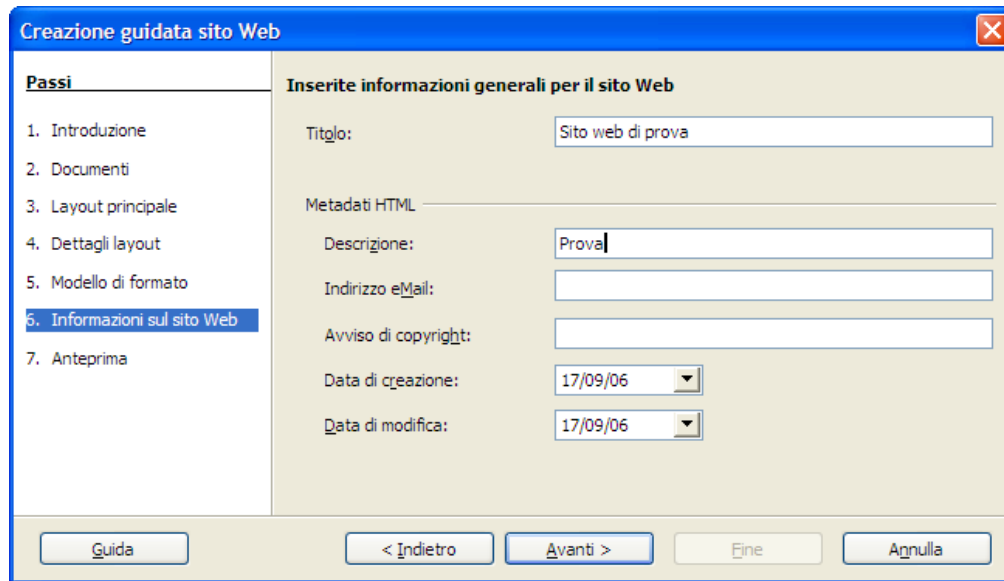 Creazione guidata sito Web
Passi
1. Introduzione
2. Documenti
3. Layout principale
4. Dettagli layout
5. Modello di formato
6. Informazioni sul sito Web
7. Anteprima
Inserite informazioni generali per il sito Web
Titolo: Sito web di prova
Metadati HTML
Descrizione: Prova
Indirizzo eMail:
Avviso di copyright:
Data di creazione: 17/09/06
Data di modifica: 17/09/06
Guida < Indietro Avanti > Fine Annulla